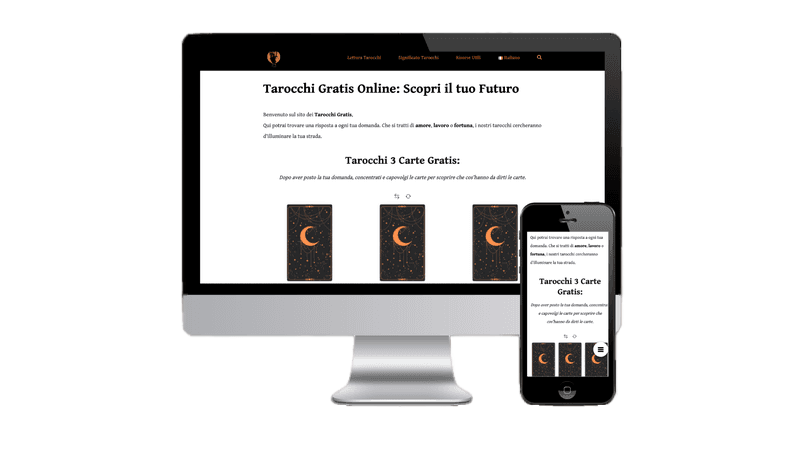 Lettura Tarocchi Significato Tarocchi Risorse Utili Italiano
Tarocchi Gratis Online: Scopri il tuo Futuro
Benvenuto sul sito dei Tarocchi Gratis,
Qui potrai trovare una risposta a ogni tua domanda. Che si tratti di amore, lavoro o fortuna, i nostri tarocchi cercheranno
d'illuminare la tua strada.
Tarocchi 3 Carte Gratis:
Dopo aver posto la tua domanda, concentrati e capovolgi le carte per scoprire che cos'hanno da dirti le carte.
Qui potrai trovare una risposta a ogni tua
domanda. Che si tratti di amore, lavoro o
fortuna, i nostri tarocchi cercheranno
d'illuminare la tua strada.
Tarocchi 3 Carte
Gratis:
Dopo aver posto la tua domanda, concentra
e capovolgi le carte per scoprire che
cos'hanno da dirti le carte.